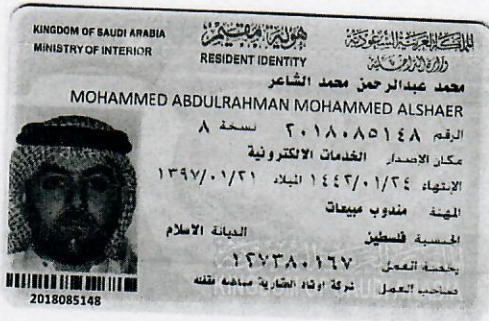 KINGDOM OF SAUDI ARABIA
MINISTRY OF INTERIOR
هوية مقيم
RESIDENT IDENTITY
المملكة العربية السعودية
وزارة الداخلية
محمد عبدالرحمن محمد الشاعر
MOHAMMED ABDULRAHMAN MOHAMMED ALSHAER
الرقم ٢٠١٨٠٨٥١٤٨ نسخة ٨
مكان الاصدار الخدمات الالكترونية
الإنتهاء ١٤٤٢/٠١/٢٤ الميلاد ١٣٩٧/٠١/٢١
المهنة مندوب مبيعات
الجنسية فلسطين الديانة الاسلام
رخصة العمل ١٢٧٣٨٠١٦٧
صاحب العمل شركة اوتاد العقارية
2018085148